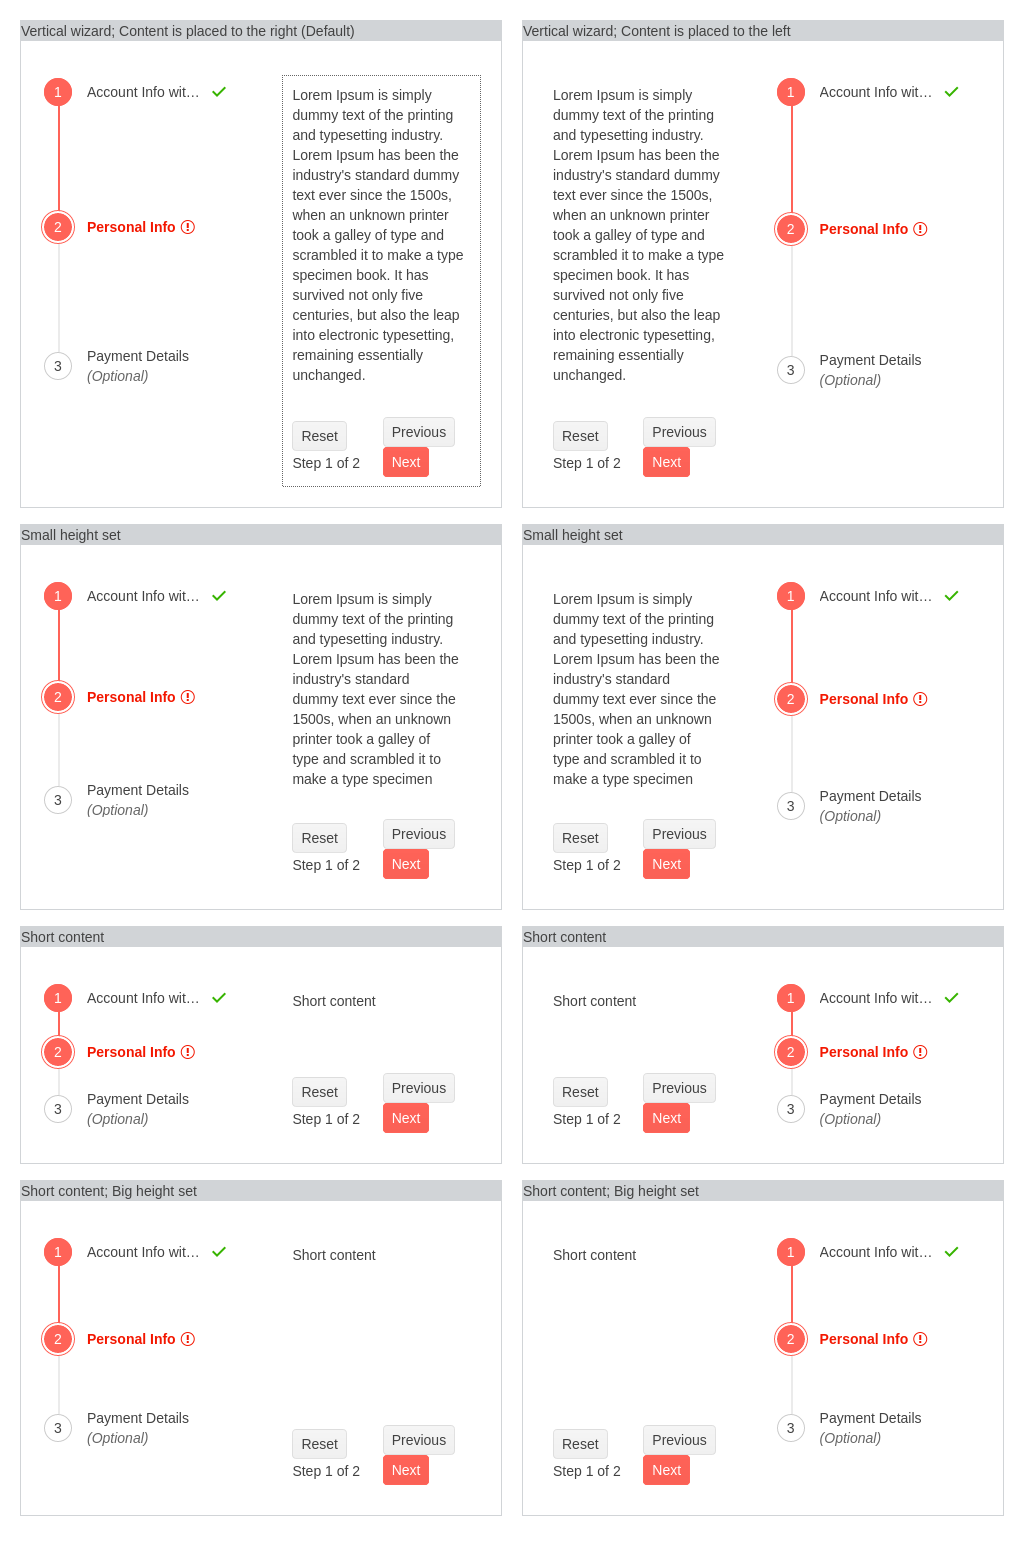 Vertical wizard; Content is placed to the right (Default)
1 Account Info wit…
2 Personal Info
3 Payment Details
(Optional)
Lorem Ipsum is simply
dummy text of the printing
and typesetting industry.
Lorem Ipsum has been the
industry's standard dummy
text ever since the 1500s,
when an unknown printer
took a galley of type and
scrambled it to make a type
specimen book. It has
survived not only five
centuries, but also the leap
into electronic typesetting,
remaining essentially
unchanged.
Reset Previous
Step 1 of 2 Next
Vertical wizard; Content is placed to the left
Lorem Ipsum is simply
dummy text of the printing
and typesetting industry.
Lorem Ipsum has been the
industry's standard dummy
text ever since the 1500s,
when an unknown printer
took a galley of type and
scrambled it to make a type
specimen book. It has
survived not only five
centuries, but also the leap
into electronic typesetting,
remaining essentially
unchanged.
Reset Previous
Step 1 of 2 Next
1 Account Info wit…
2 Personal Info
3 Payment Details
(Optional)
Small height set
1 Account Info wit…
2 Personal Info
3 Payment Details
(Optional)
Lorem Ipsum is simply
dummy text of the printing
and typesetting industry.
Lorem Ipsum has been the
industry's standard
dummy text ever since the
1500s, when an unknown
printer took a galley of
type and scrambled it to
make a type specimen
Reset Previous
Step 1 of 2 Next
Small height set
Lorem Ipsum is simply
dummy text of the printing
and typesetting industry.
Lorem Ipsum has been the
industry's standard
dummy text ever since the
1500s, when an unknown
printer took a galley of
type and scrambled it to
make a type specimen
Reset Previous
Step 1 of 2 Next
1 Account Info wit…
2 Personal Info
3 Payment Details
(Optional)
Short content
1 Account Info wit…
2 Personal Info
3 Payment Details
(Optional)
Short content
Reset Previous
Step 1 of 2 Next
Short content
Short content
Reset Previous
Step 1 of 2 Next
1 Account Info wit…
2 Personal Info
3 Payment Details
(Optional)
Short content; Big height set
1 Account Info wit…
2 Personal Info
3 Payment Details
(Optional)
Short content
Reset Previous
Step 1 of 2 Next
Short content; Big height set
Short content
Reset Previous
Step 1 of 2 Next
1 Account Info wit…
2 Personal Info
3 Payment Details
(Optional)